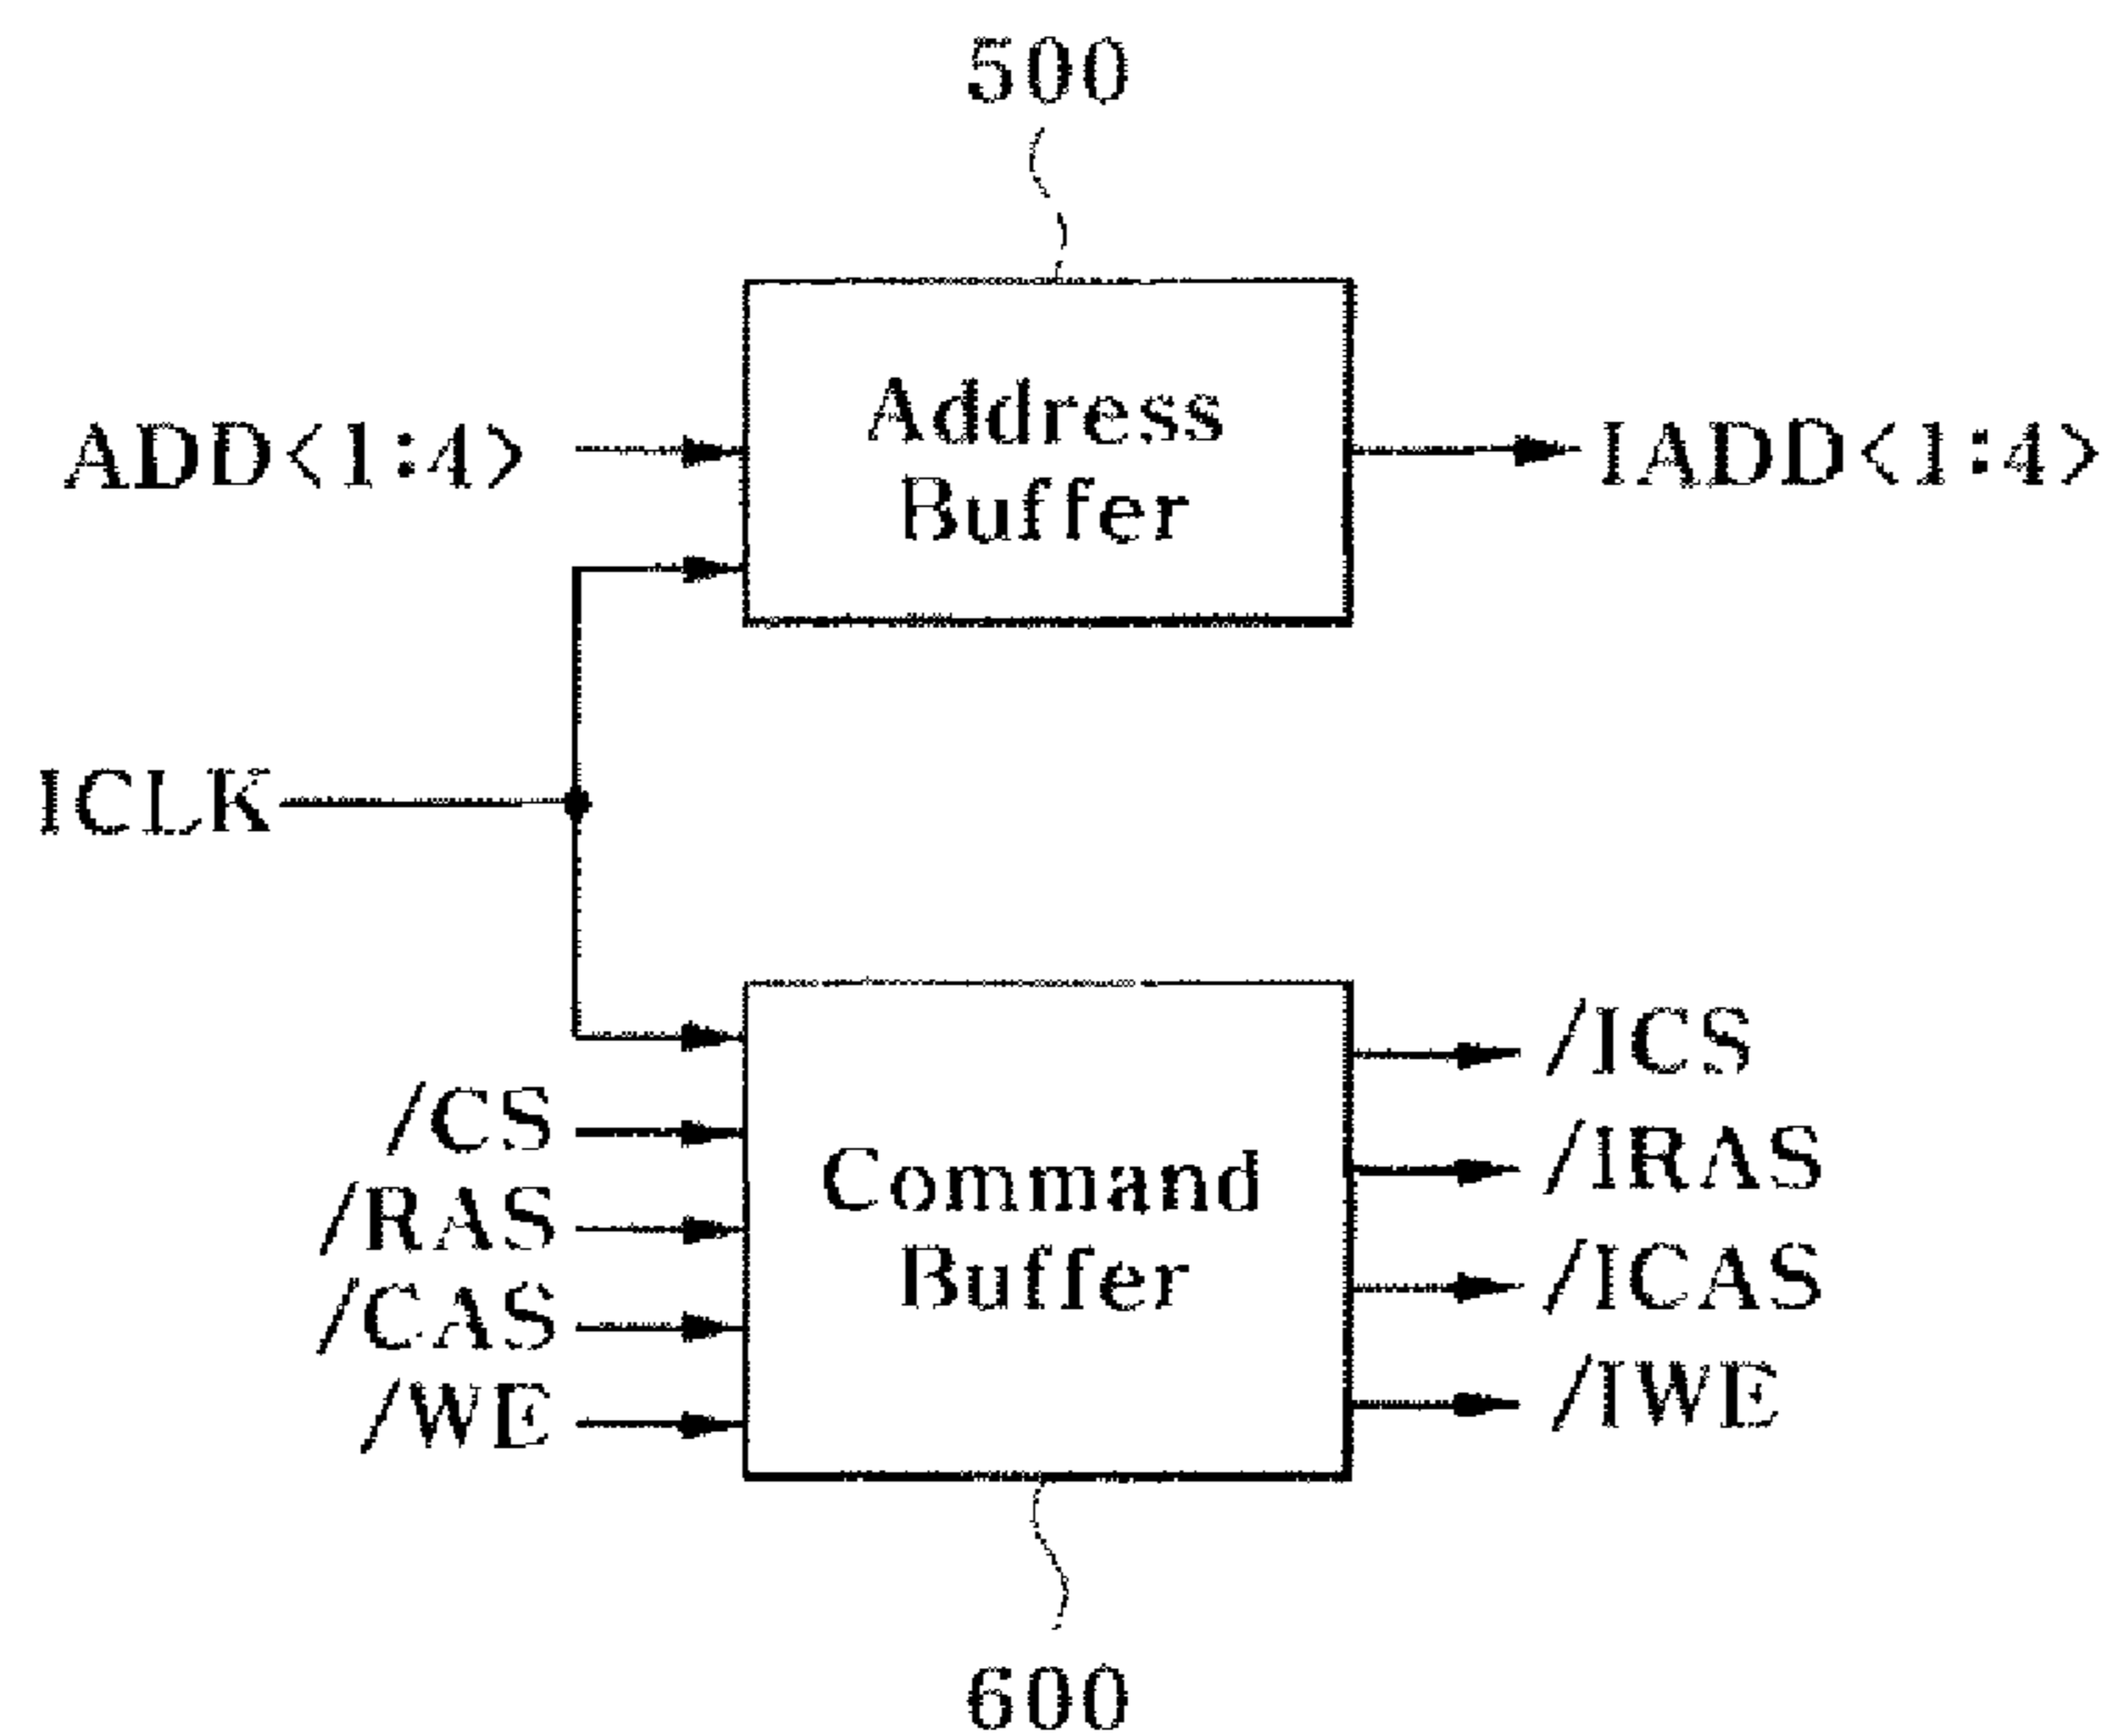 500
Address
Buffer
ADD<1:4>
IADD<1:4>
ICLK
/CS
/RAS
/CAS
/WE
Command
Buffer
/ICS
/IRAS
/ICAS
/IWE
600